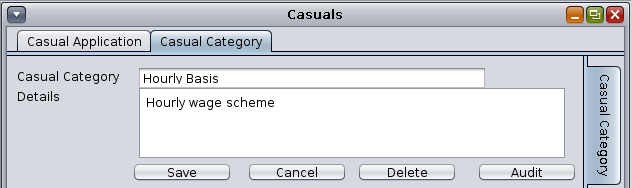 Casuals
Casual Application
Casual Category
Casual Category
Hourly Basis
Details
Hourly wage scheme
Save
Cancel
Delete
Audit
Casual Category